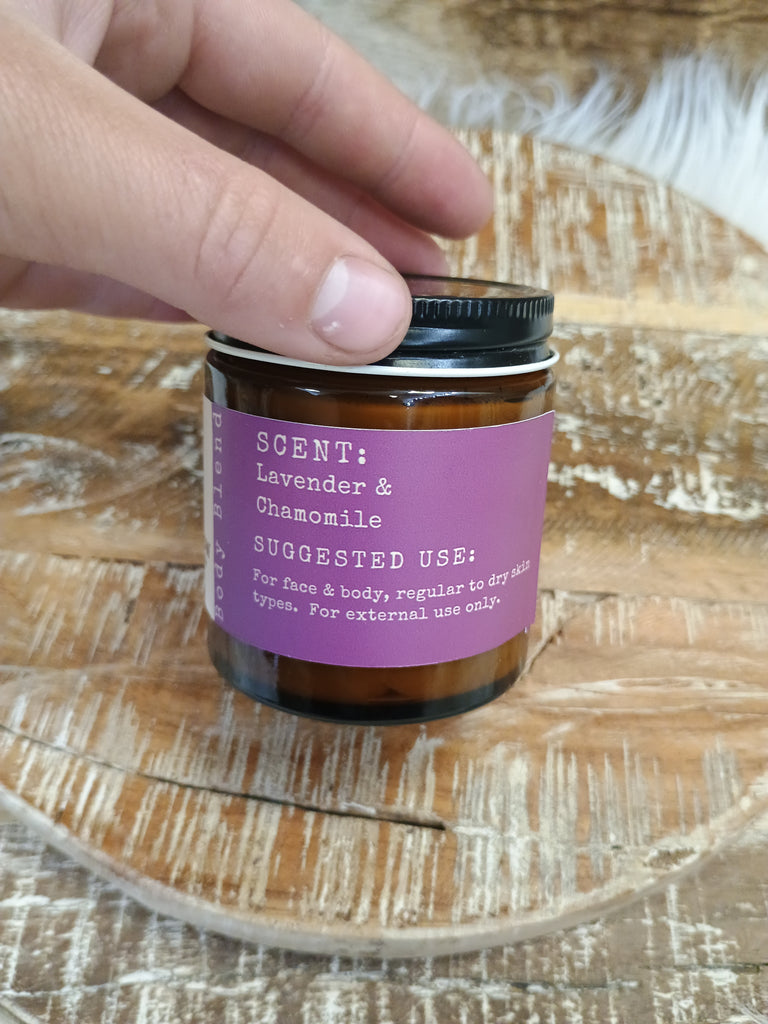 Body Blend
SCENT:
Lavender &
Chamomile
SUGGESTED USE:
For face & body, regular to dry skin
types. For external use only.